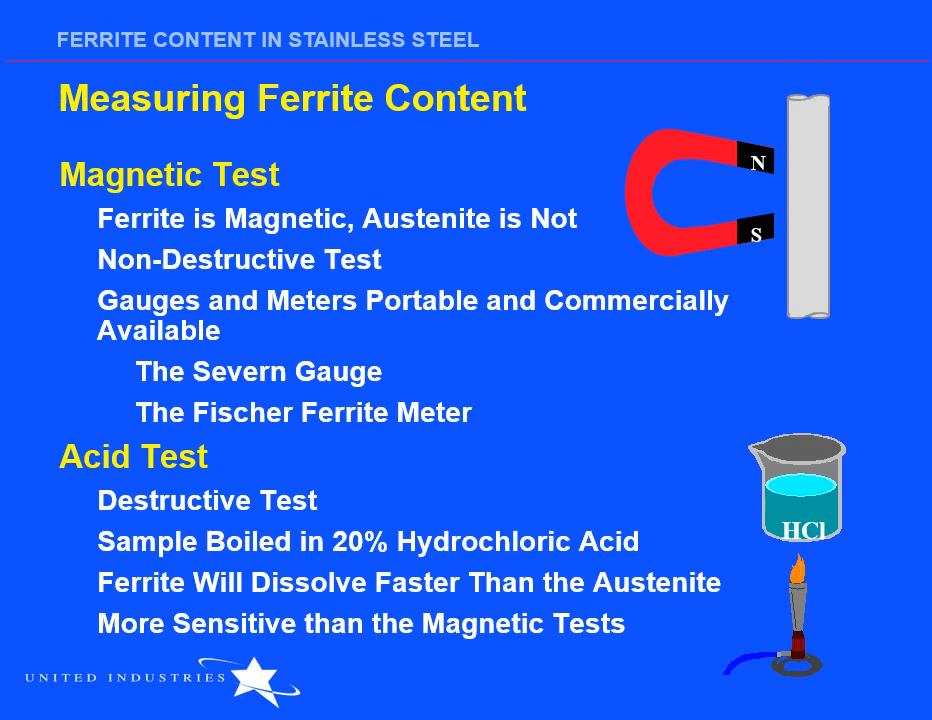 FERRITE CONTENT IN STAINLESS STEEL
Measuring Ferrite Content
Magnetic Test
N
Ferrite is Magnetic, Austenite is Not
S
Non-Destructive Test
Gauges and Meters Portable and Commercially
Available
The Severn Gauge
The Fischer Ferrite Meter
Acid Test
Destructive Test
HCl
Sample Boiled in 20% Hydrochloric Acid
Ferrite Will Dissolve Faster Than the Austenite
More Sensitive than the Magnetic Tests
UNITED INDUSTRIES